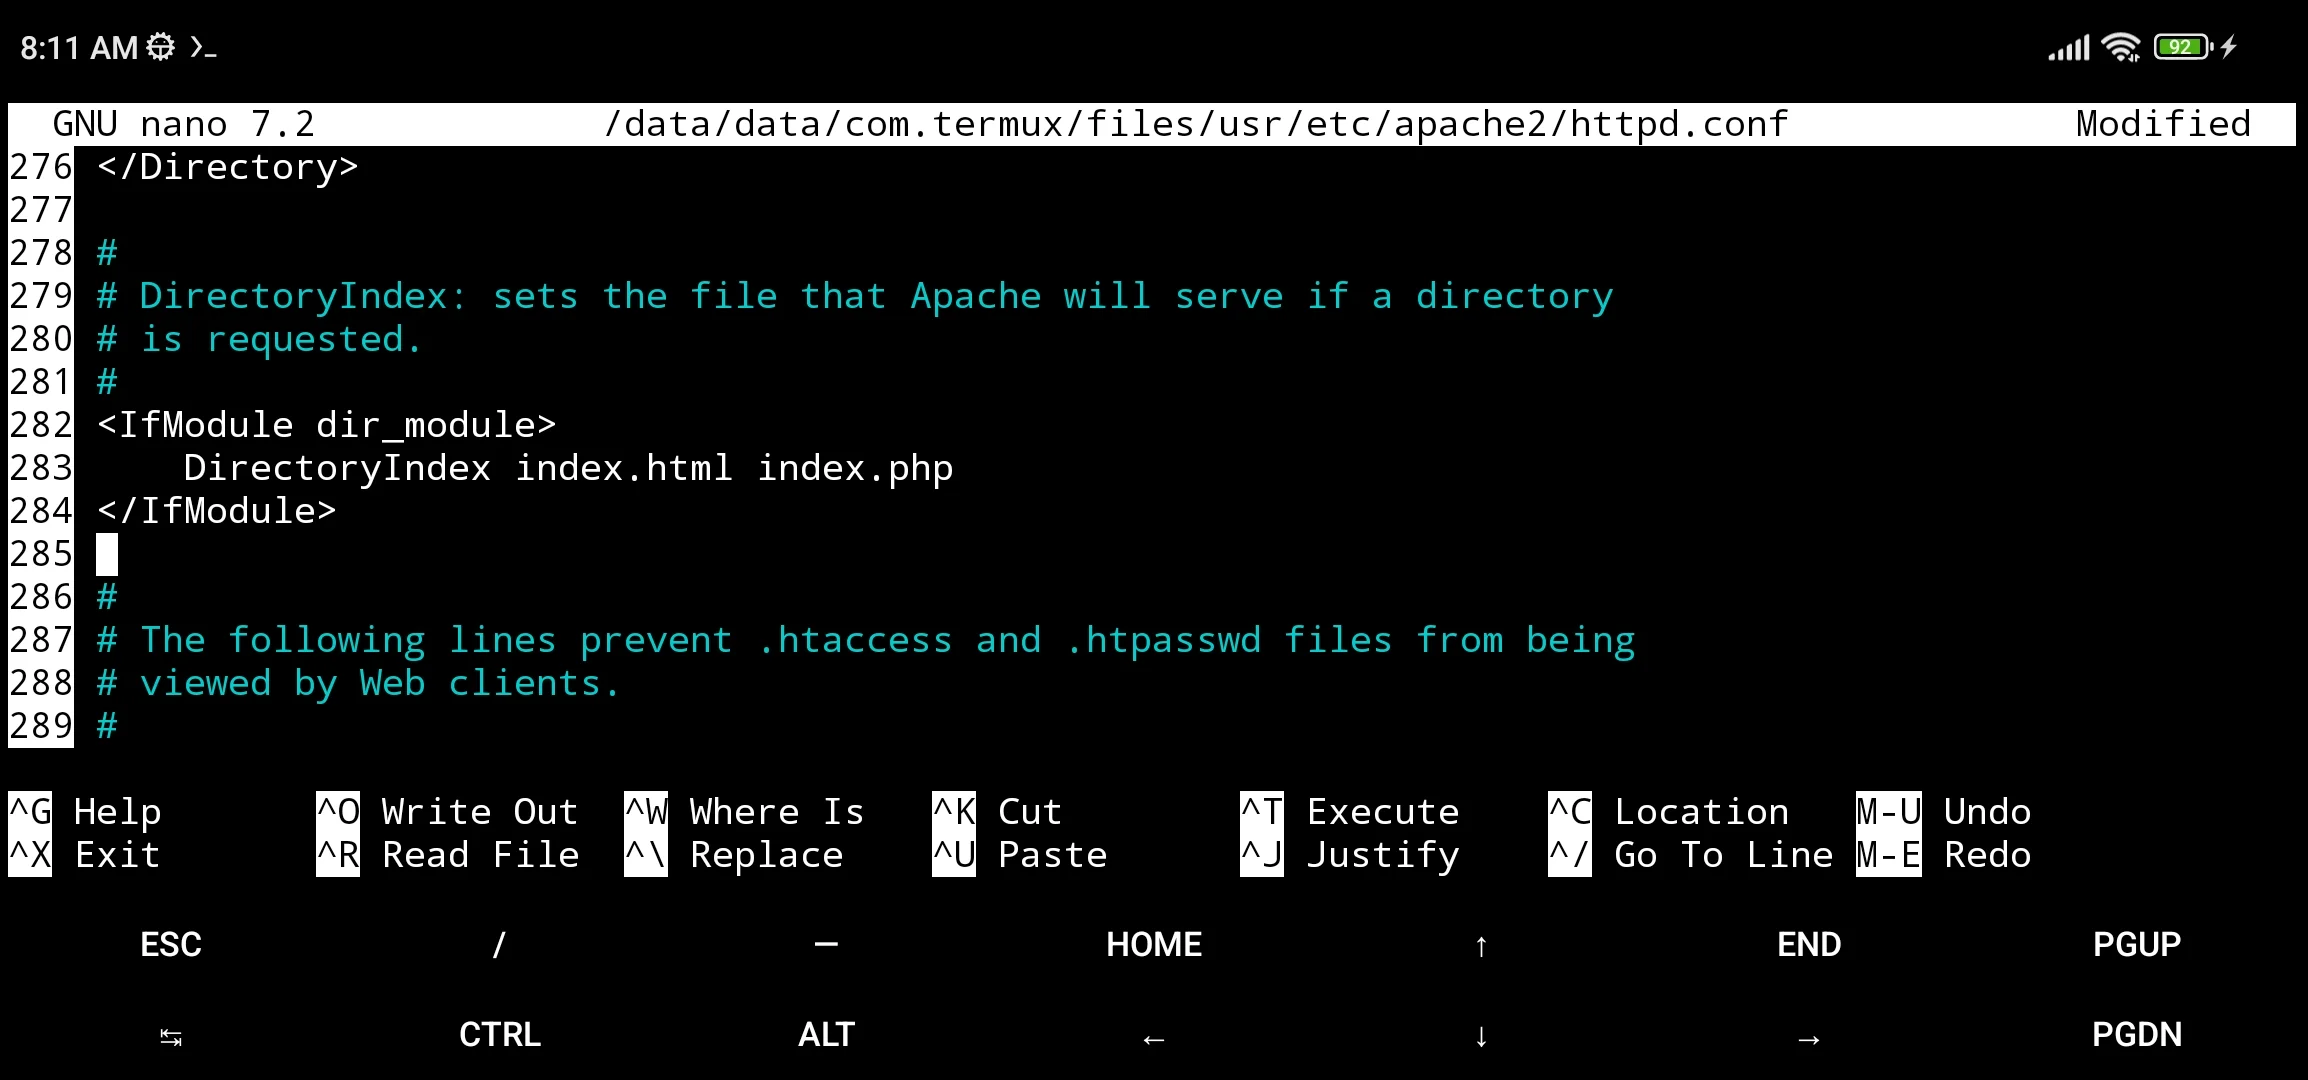 8:11 AM
92
GNU nano 7.2 /data/data/com.termux/files/usr/etc/apache2/httpd.conf Modified
276 </Directory>
277
278 #
279 # DirectoryIndex: sets the file that Apache will serve if a directory
280 # is requested.
281 #
282 <IfModule dir_module>
283     DirectoryIndex index.html index.php
284 </IfModule>
285
286 #
287 # The following lines prevent .htaccess and .htpasswd files from being
288 # viewed by Web clients.
289 #
^G Help ^O Write Out ^W Where Is ^K Cut ^T Execute ^C Location M-U Undo
^X Exit ^R Read File ^\ Replace ^U Paste ^J Justify ^/ Go To Line M-E Redo
ESC / — HOME ↑ END PGUP
↹ CTRL ALT ← ↓ → PGDN